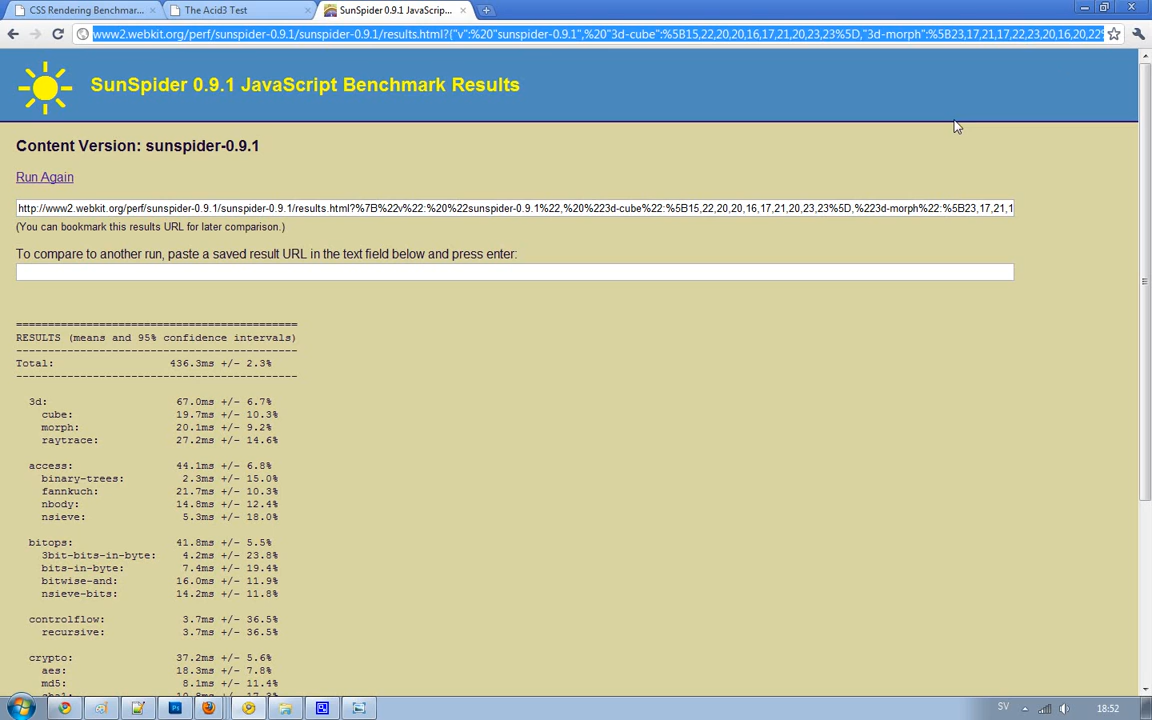 CSS Rendering Benchmar...
The Acid3 Test
SunSpider 0.9.1 JavaScrip...
www2.webkit.org/perf/sunspider-0.9.1/sunspider-0.9.1/results.html?{"v":%20"sunspider-0.9.1",%20"3d-cube":%5B15,22,20,20,16,17,21,20,23,23%5D,"3d-morph":%5B23,17,21,17,22,23,20,16,20,22%
SunSpider 0.9.1 JavaScript Benchmark Results
Content Version: sunspider-0.9.1
Run Again
http://www2.webkit.org/perf/sunspider-0.9.1/sunspider-0.9.1/results.html?%7B%22v%22:%20%22sunspider-0.9.1%22,%20%223d-cube%22:%5B15,22,20,20,16,17,21,20,23,23%5D,%223d-morph%22:%5B23,17,21,1
(You can bookmark this results URL for later comparison.)
To compare to another run, paste a saved result URL in the text field below and press enter:
============================================
RESULTS (means and 95% confidence intervals)
--------------------------------------------
Total: 436.3ms +/- 2.3%
--------------------------------------------
3d: 67.0ms +/- 6.7%
cube: 19.7ms +/- 10.3%
morph: 20.1ms +/- 9.2%
raytrace: 27.2ms +/- 14.6%
access: 44.1ms +/- 6.8%
binary-trees: 2.3ms +/- 15.0%
fannkuch: 21.7ms +/- 10.3%
nbody: 14.8ms +/- 12.4%
nsieve: 5.3ms +/- 18.0%
bitops: 41.8ms +/- 5.5%
3bit-bits-in-byte: 4.2ms +/- 23.8%
bits-in-byte: 7.4ms +/- 19.4%
bitwise-and: 16.0ms +/- 11.9%
nsieve-bits: 14.2ms +/- 11.8%
controlflow: 3.7ms +/- 36.5%
recursive: 3.7ms +/- 36.5%
crypto: 37.2ms +/- 5.6%
aes: 18.3ms +/- 7.8%
md5: 8.1ms +/- 11.4%
SV
18:52